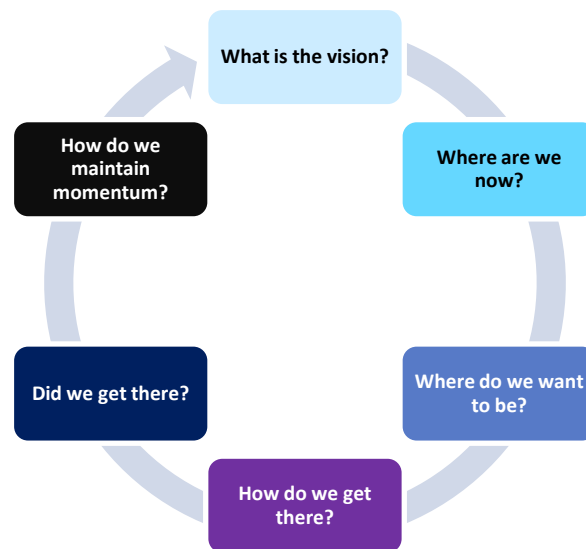 What is the vision?
Where are we
now?
Where do we want
to be?
How do we get
there?
Did we get there?
How do we
maintain
momentum?